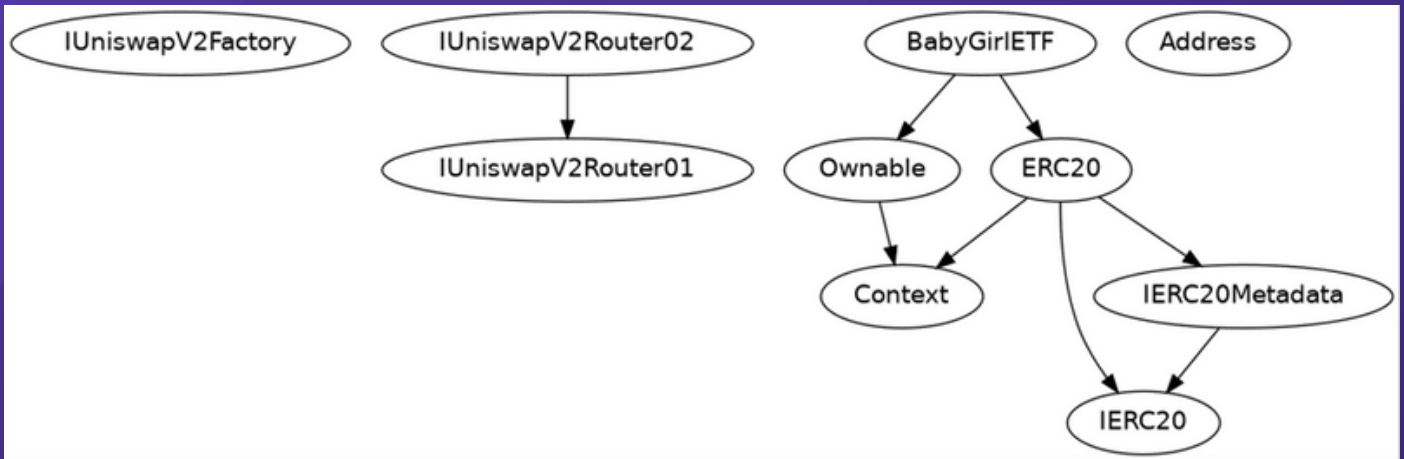 IUniswapV2Factory
IUniswapV2Router02
BabyGirlETF
Address
IUniswapV2Router01
Ownable
ERC20
Context
IERC20Metadata
IERC20